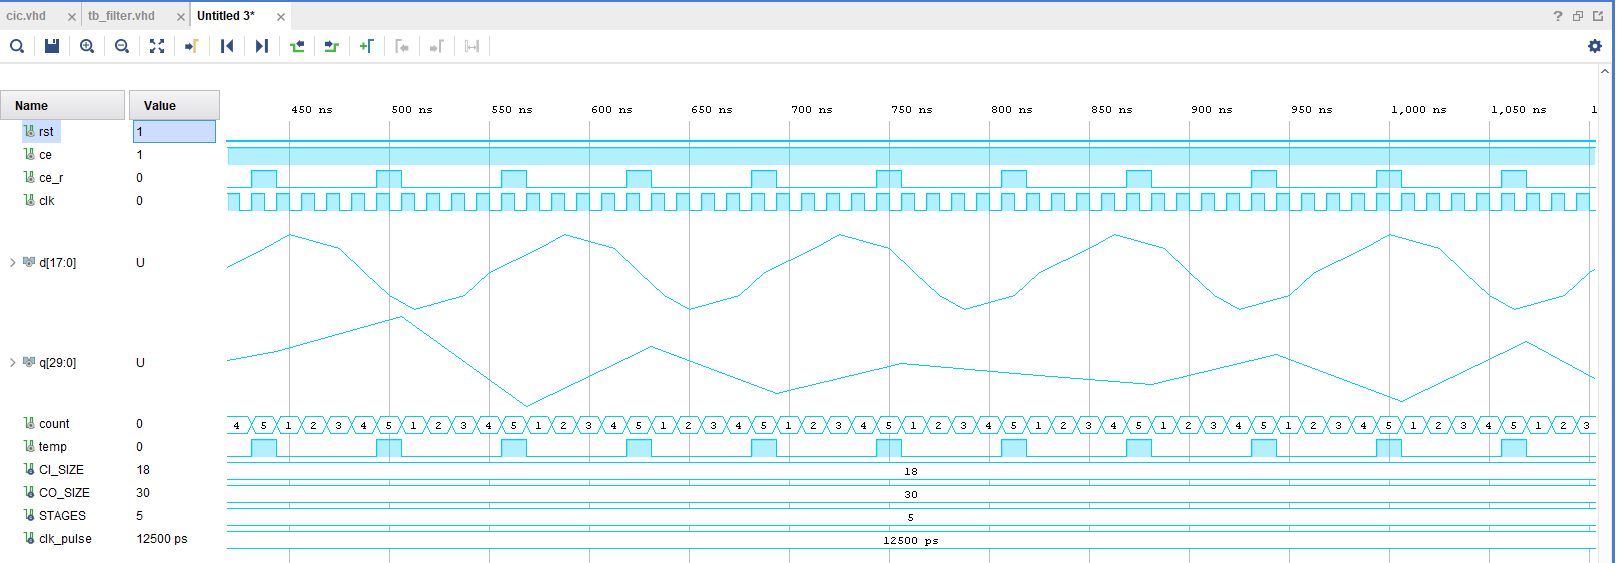 cic.vhd × tb_filter.vhd × Untitled 3* × ?
Name Value 450 ns 500 ns 550 ns 600 ns 650 ns 700 ns 750 ns 800 ns 850 ns 900 ns 950 ns 1,000 ns 1,050 ns 1
rst 1
ce 1
ce_r 0
clk 0
d[17:0] U
q[29:0] U
count 0 4 5 1 2 3 4 5 1 2 3 4 5 1 2 3 4 5 1 2 3 4 5 1 2 3 4 5 1 2 3 4 5 1 2 3 4 5 1 2 3 4 5 1 2 3 4 5 1 2 3 4 5 1 2 3
temp 0
CI_SIZE 18 18
CO_SIZE 30 30
STAGES 5 5
clk_pulse 12500 ps 12500 ps